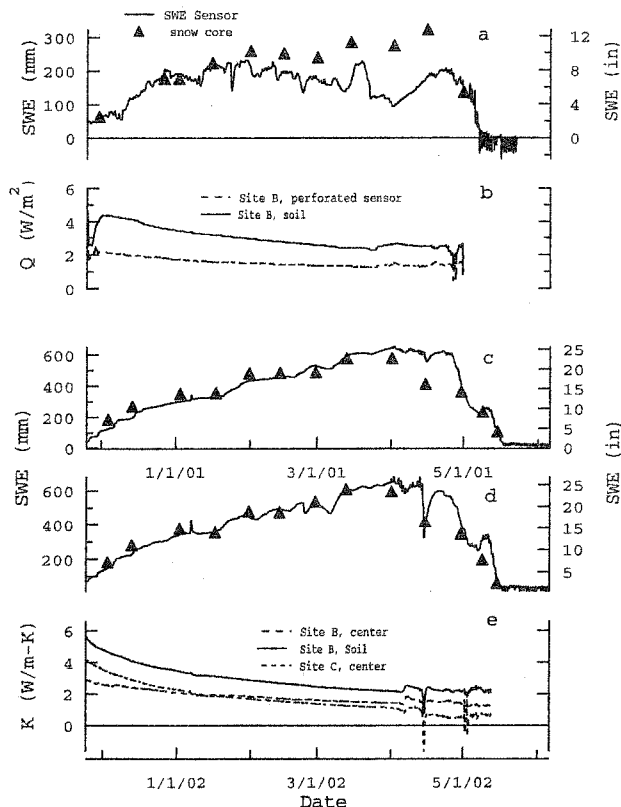 SWE Sensor
snow core
a
300
200
100
0
SWE (mm)
12
8
4
0
SWE (in)
b
Site B, perforated sensor
Site B, soil
6
4
2
0
Q (W/m²)
c
600
400
200
0
SWE (mm)
25
20
15
10
5
0
SWE (in)
1/1/01
3/1/01
5/1/01
d
600
400
200
25
20
15
10
5
e
Site B, center
Site B, Soil
Site C, center
6
4
2
0
K (W/m-K)
1/1/02
3/1/02
5/1/02
Date